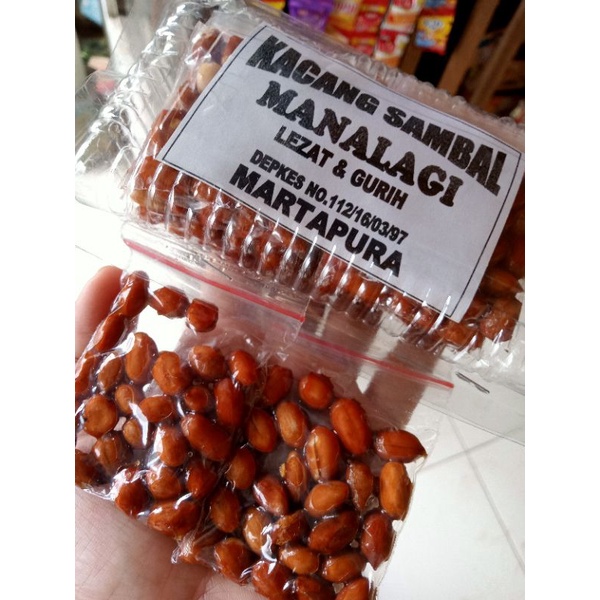 KACANG SAMBAL
MANALAGI
LEZAT & GURIH
DEPKES NO.112/16/03/97
MARTAPURA